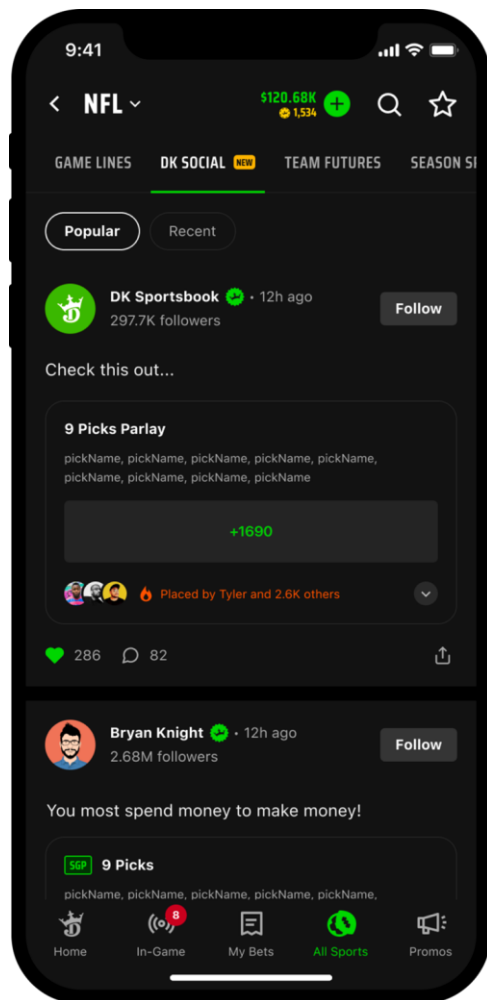 9:41
NFL
$120.68K
1,534
GAME LINES DK SOCIAL NEW TEAM FUTURES SEASON S
Popular Recent
DK Sportsbook • 12h ago
297.7K followers
Follow
Check this out...
9 Picks Parlay
pickName, pickName, pickName, pickName, pickName,
pickName, pickName, pickName, pickName
+1690
Placed by Tyler and 2.6K others
286 82
Bryan Knight • 12h ago
2.68M followers
Follow
You most spend money to make money!
SGP 9 Picks
pickName, pickName, pickName, pickName, pickName,
8
Home In-Game My Bets All Sports Promos